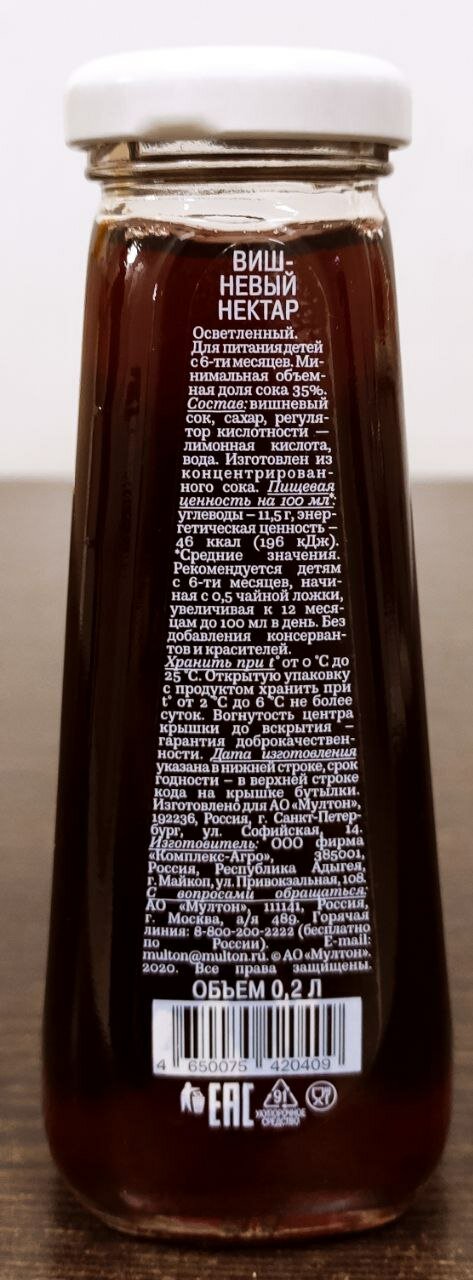 ВИШ-
НЕВЫЙ
НЕКТАР
Осветленный.
Для питания детей
с 6-ти месяцев. Ми-
нимальная объем-
ная доля сока 35%.
Состав: вишневый
сок, сахар, регуля-
тор кислотности —
лимонная кислота,
вода. Изготовлен из
концентрирован-
ного сока. Пищевая
ценность на 100 мл*:
углеводы – 11,5 г, энер-
гетическая ценность –
46 ккал (196 кДж).
*Средние значения.
Рекомендуется детям
с 6-ти месяцев, начи-
ная с 0,5 чайной ложки,
увеличивая к 12 меся-
цам до 100 мл в день. Без
добавления консерван-
тов и красителей.
Хранить при t° от 0 °C до
25 °C. Открытую упаковку
с продуктом хранить при
t° от 2 °C до 6 °C не более
суток. Вогнутость центра
крышки до вскрытия –
гарантия доброкачествен-
ности. Дата изготовления
указана в нижней строке, срок
годности – в верхней строке
кода на крышке бутылки.
Изготовлено для АО «Мултон»,
192236, Россия, г. Санкт-Петер-
бург, ул. Софийская, 14.
Изготовитель: ООО фирма
«Комплекс-Агро», 385001,
Россия, Республика Адыгея,
г. Майкоп, ул. Привокзальная, 108.
С вопросами обращаться:
АО «Мултон», 111141, Россия,
г. Москва, а/я 489. Горячая
линия: 8-800-200-2222 (бесплатно
по России). E-mail:
multon@multon.ru. © АО «Мултон».
2020. Все права защищены.
ОБЪЕМ 0,2 Л
4 650075 420409
EAC 91
УКУПОРОЧНОЕ
СРЕДСТВО